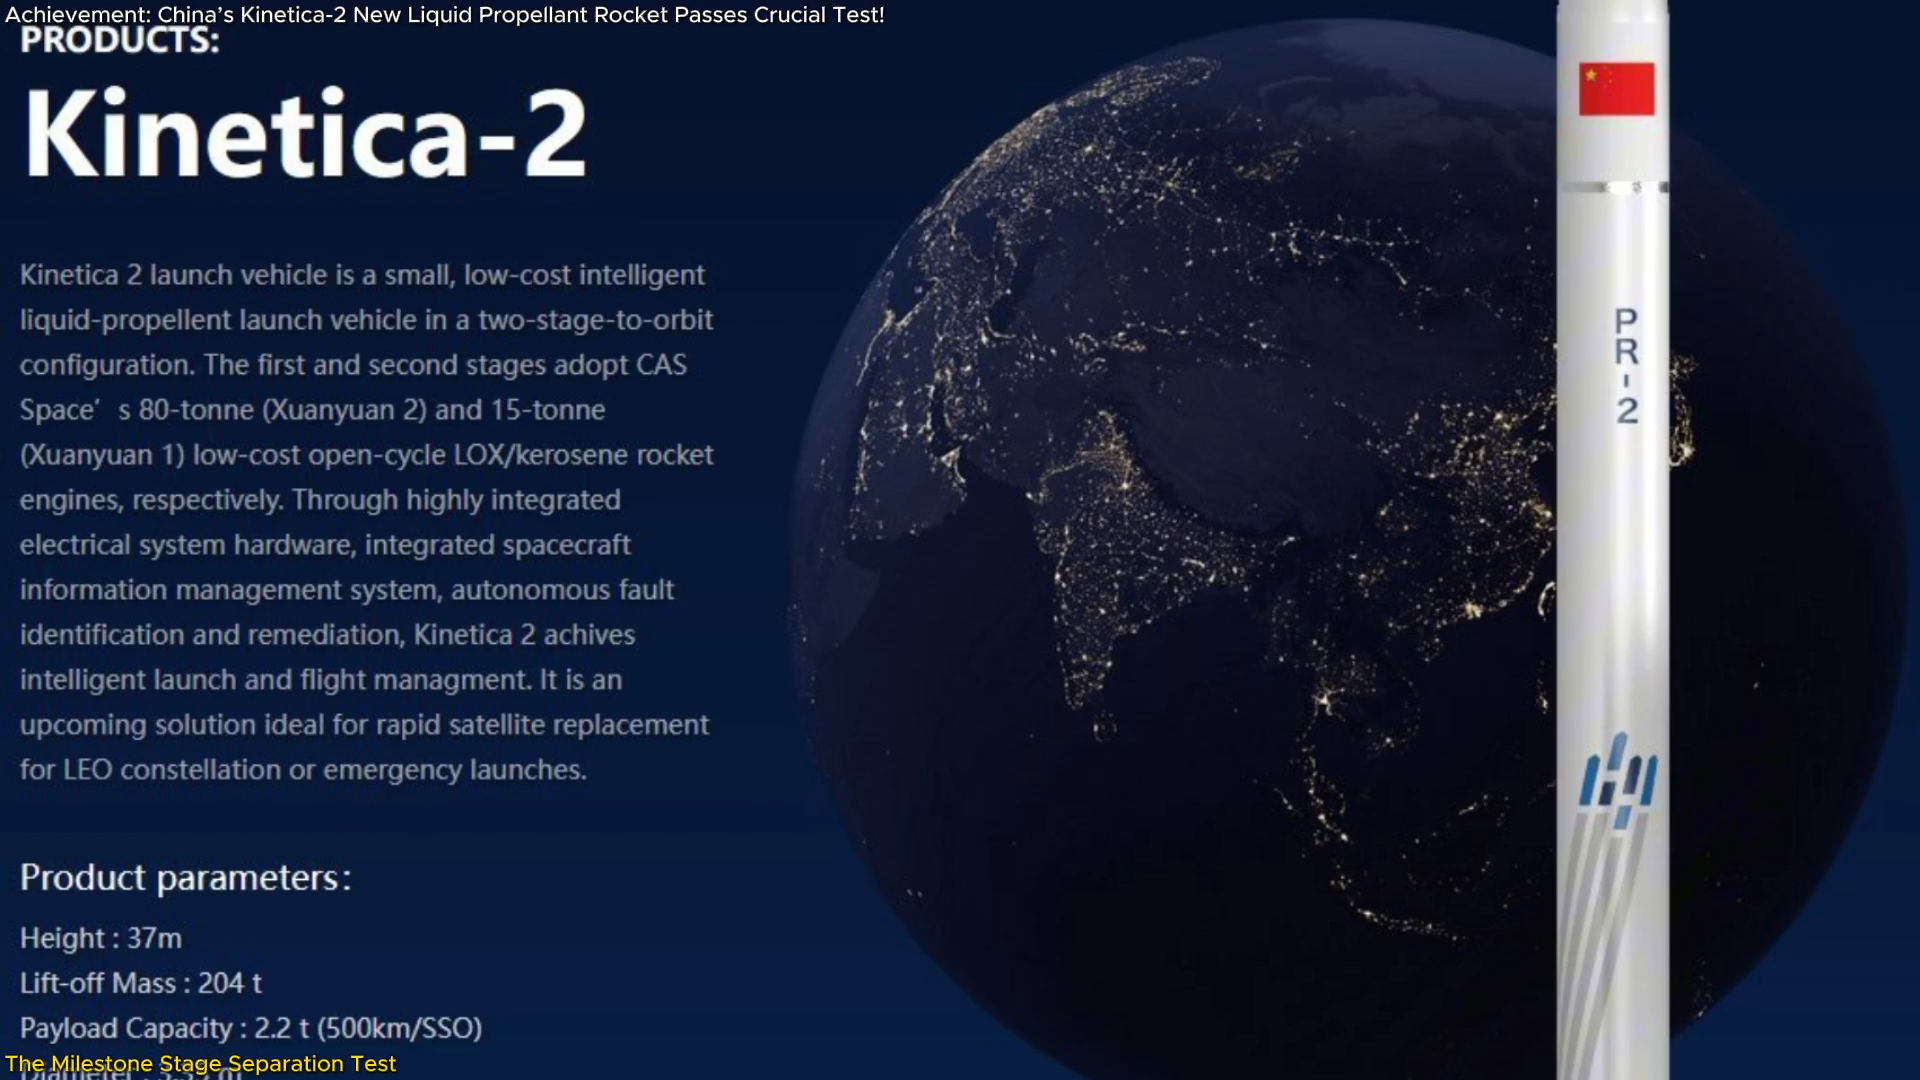 Achievement: China's Kinetica-2 New Liquid Propellant Rocket Passes Crucial Test!
PRODUCTS:
Kinetica-2
Kinetica 2 launch vehicle is a small, low-cost intelligent
liquid-propellent launch vehicle in a two-stage-to-orbit
configuration. The first and second stages adopt CAS
Space' s 80-tonne (Xuanyuan 2) and 15-tonne
(Xuanyuan 1) low-cost open-cycle LOX/kerosene rocket
engines, respectively. Through highly integrated
electrical system hardware, integrated spacecraft
information management system, autonomous fault
identification and remediation, Kinetica 2 achives
intelligent launch and flight managment. It is an
upcoming solution ideal for rapid satellite replacement
for LEO constellation or emergency launches.
Product parameters:
Height : 37m
Lift-off Mass : 204 t
Payload Capacity : 2.2 t (500km/SSO)
The Milestone Stage Separation Test
PR-2